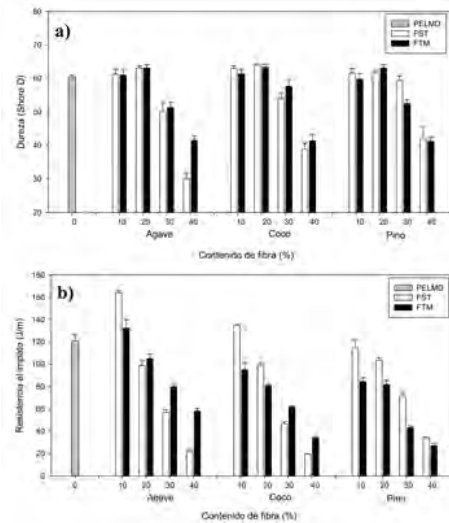 a)
PELMD
FST
FTM
80
70
60
50
40
30
20
Dureza (Shore D)
0 10 20 30 40 10 20 30 40 10 20 30 40
Agave Coco Pino
Contenido de fibra (%)
b)
PELMD
FST
FTM
180
160
140
120
100
80
60
40
20
0
Resistencia al impato (J/m)
0 10 20 30 40 10 20 30 40 10 20 30 40
Agave Coco Pino
Contenido de fibra (%)